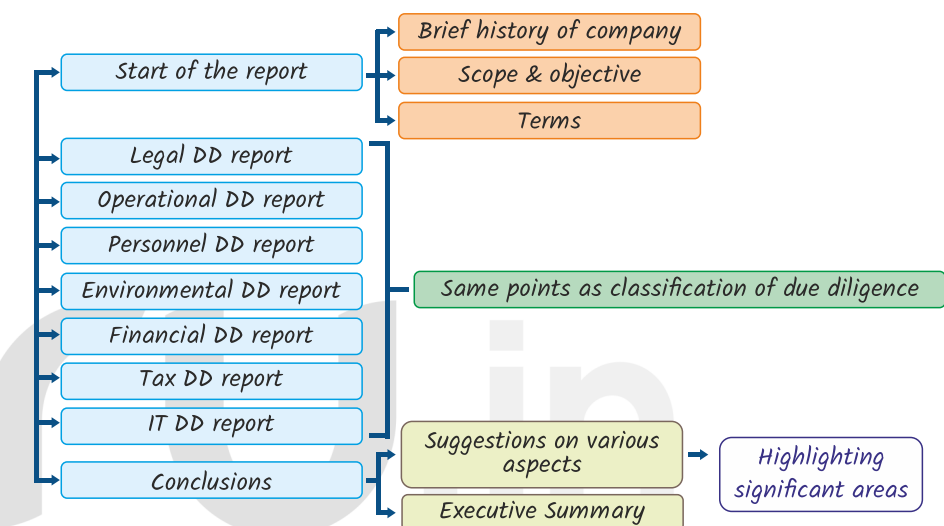 Start of the report
Brief history of company
Scope & objective
Terms
Legal DD report
Operational DD report
Personnel DD report
Environmental DD report
Financial DD report
Tax DD report
IT DD report
Same points as classification of due diligence
Conclusions
Suggestions on various
aspects
Highlighting
significant areas
Executive Summary